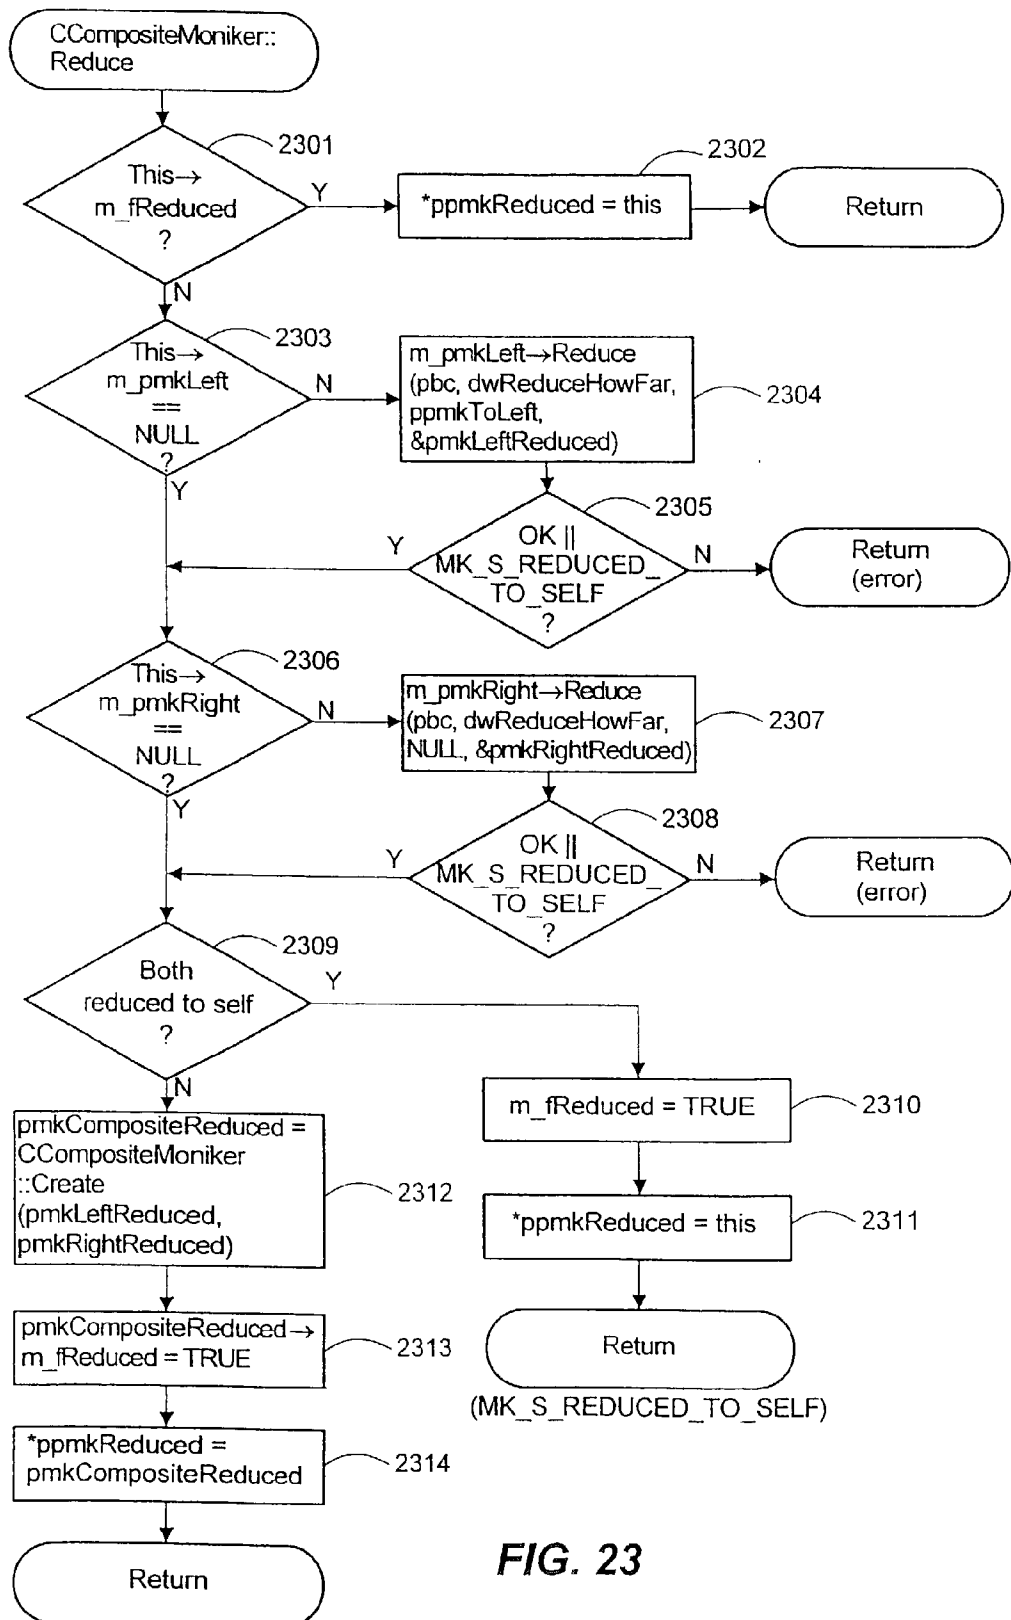 CCompositeMoniker::
Reduce
2301
This→
m_fReduced
?
Y
N
2302
*ppmkReduced = this
Return
2303
This→
m_pmkLeft
==
NULL
?
N
Y
m_pmkLeft→Reduce
(pbc, dwReduceHowFar,
ppmkToLeft,
&pmkLeftReduced)
2304
2305
OK ||
MK_S_REDUCED_
TO_SELF
?
Y
N
Return
(error)
2306
This→
m_pmkRight
==
NULL
?
N
Y
m_pmkRight→Reduce
(pbc, dwReduceHowFar,
NULL, &pmkRightReduced)
2307
2308
OK ||
MK_S_REDUCED_
TO_SELF
?
Y
N
Return
(error)
2309
Both
reduced to self
?
Y
N
m_fReduced = TRUE
2310
*ppmkReduced = this
2311
Return
(MK_S_REDUCED_TO_SELF)
pmkCompositeReduced =
CCompositeMoniker
::Create
(pmkLeftReduced,
pmkRightReduced)
2312
pmkCompositeReduced→
m_fReduced = TRUE
2313
*ppmkReduced =
pmkCompositeReduced
2314
Return
FIG. 23